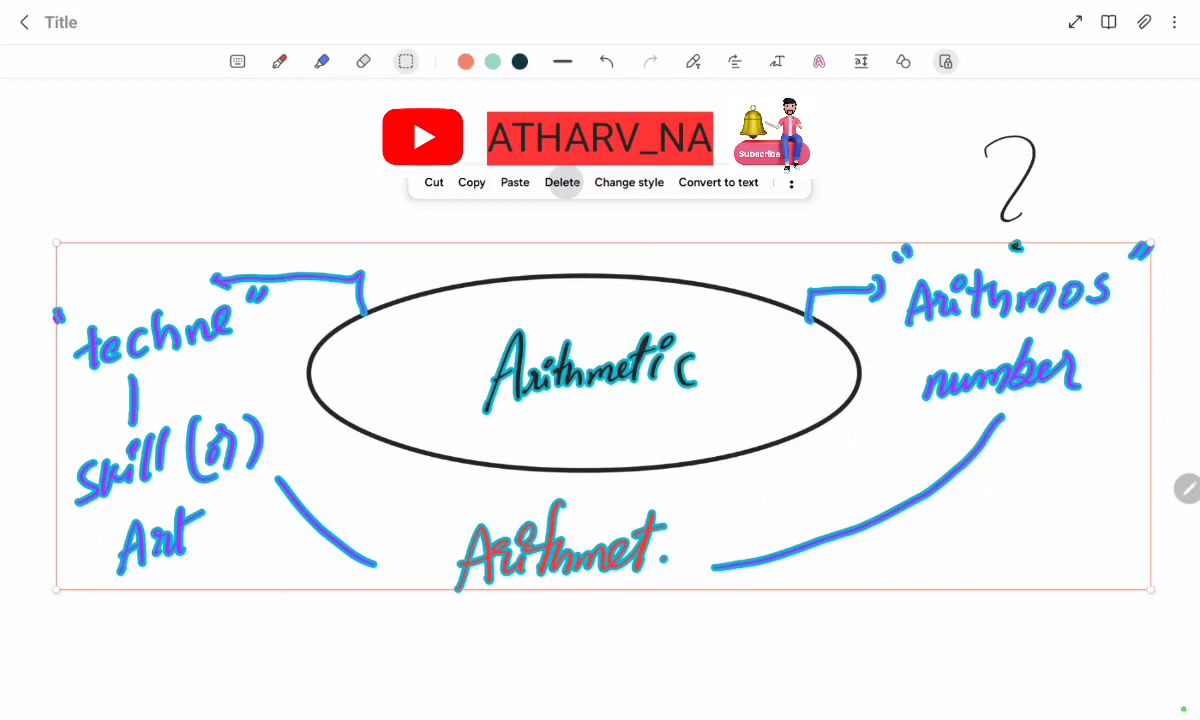 Title
ATHARV_NA
Subscribe
Cut Copy Paste Delete Change style Convert to text
?
"techne"
Arithmetic
"Arithmos"
number
skill (or)
Art
Arithmet.